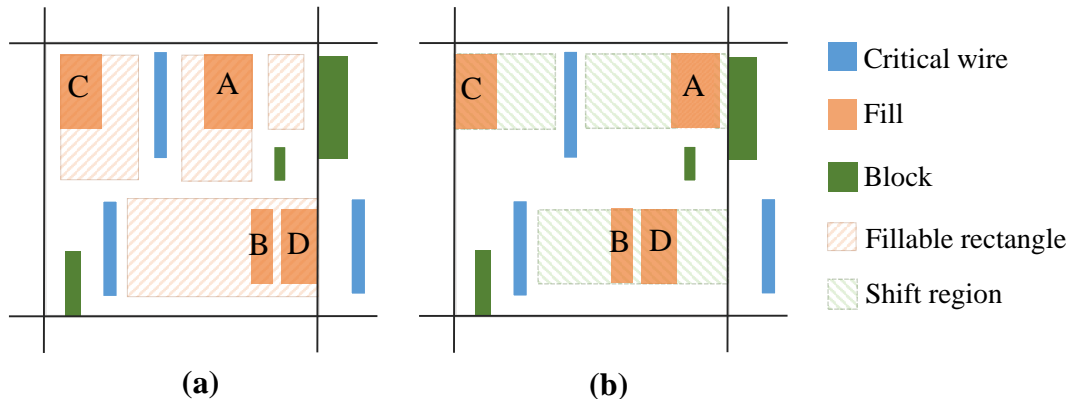 C
A
B
D
(a)
C
A
B
D
(b)
Critical wire
Fill
Block
Fillable rectangle
Shift region